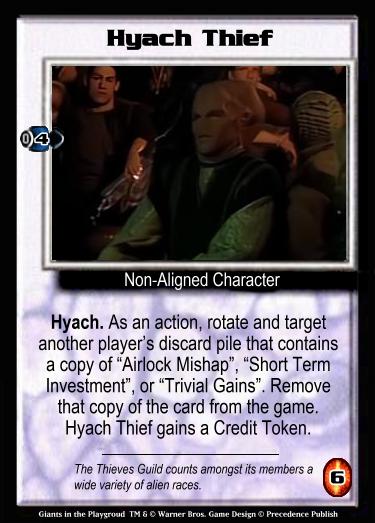 Hyach Thief
0 4
Non-Aligned Character
Hyach. As an action, rotate and target
another player's discard pile that contains
a copy of “Airlock Mishap”, “Short Term
Investment”, or “Trivial Gains”. Remove
that copy of the card from the game.
Hyach Thief gains a Credit Token.
The Thieves Guild counts amongst its members a
wide variety of alien races.
6
Giants in the Playgroud TM & © Warner Bros. Game Design © Precedence Publish